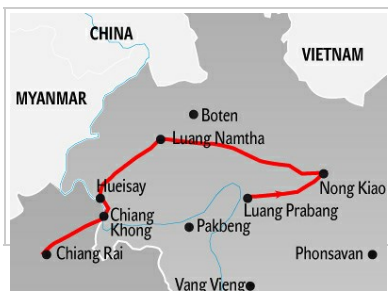 CHINA
VIETNAM
MYANMAR
Boten
Luang Namtha
Hueisay
Nong Kiao
Luang Prabang
Chiang
Khong
Pakbeng
Chiang Rai
Phonsavan
Vang Vieng